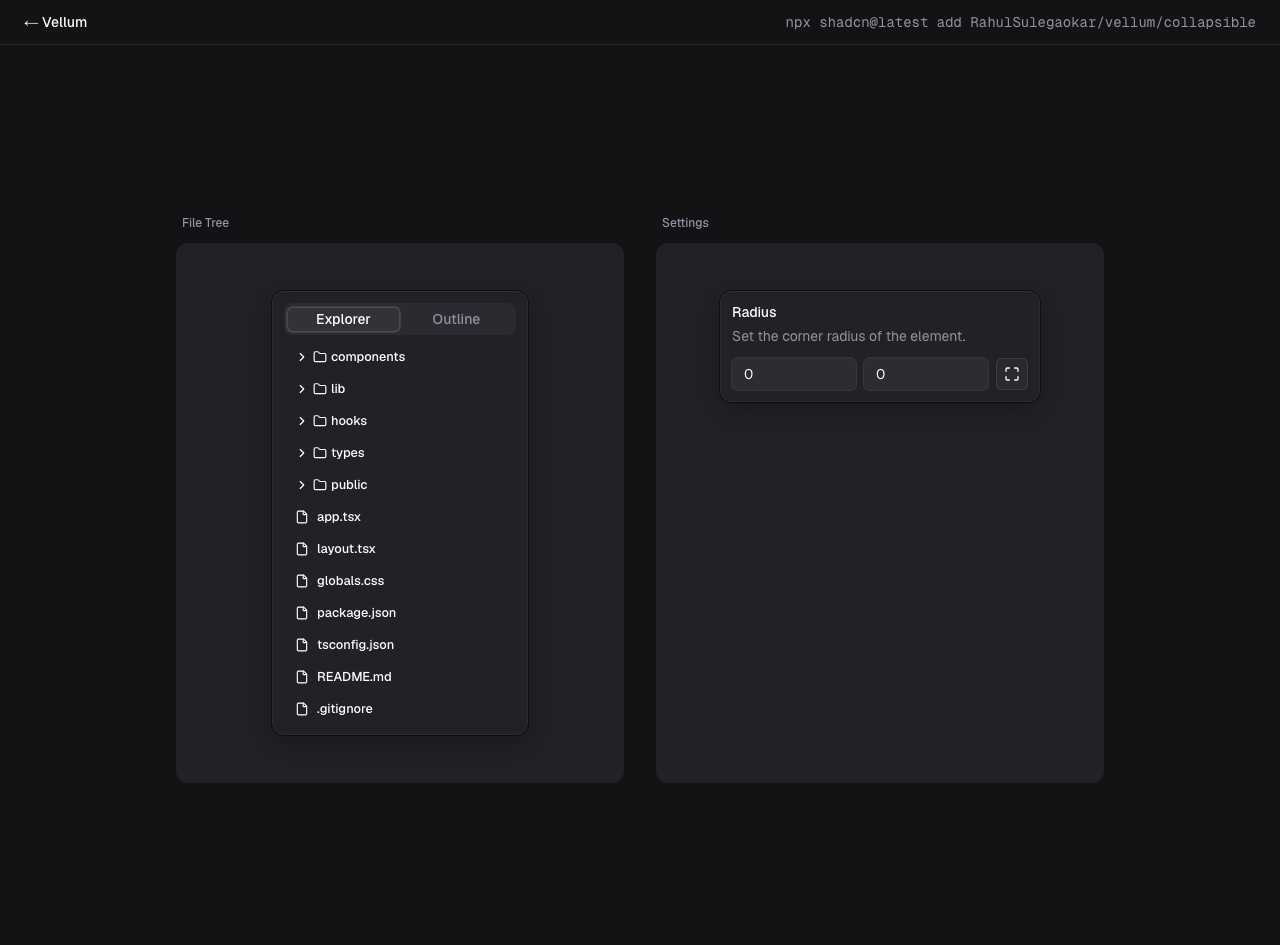 ← Vellum
npx shadcn@latest add RahulSulegaokar/vellum/collapsible
File Tree
Explorer Outline
components
lib
hooks
types
public
app.tsx
layout.tsx
globals.css
package.json
tsconfig.json
README.md
.gitignore
Settings
Radius
Set the corner radius of the element.
0 0